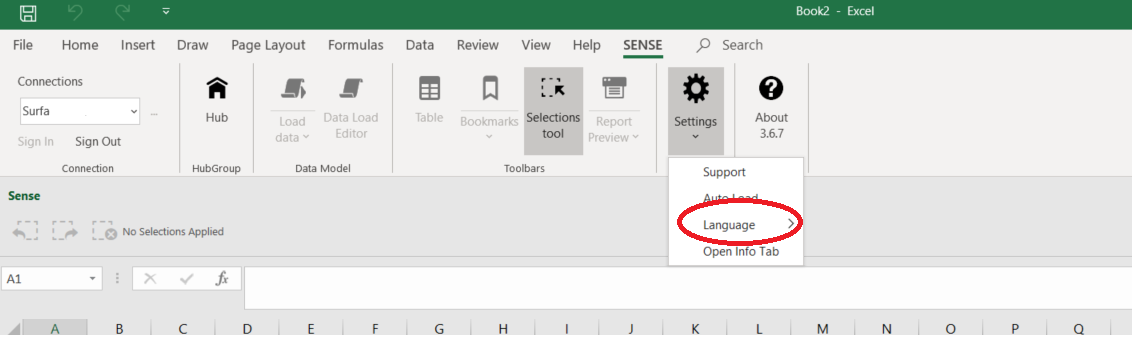 Book2 - Excel
File Home Insert Draw Page Layout Formulas Data Review View Help SENSE Search
Connections
Surfa
...
Sign In Sign Out
Connection
Hub
HubGroup
Load
data
Data Load
Editor
Data Model
Table
Bookmarks
Selections
tool
Report
Preview
Toolbars
Settings
About
3.6.7
Support
Auto Load
Language
Open Info Tab
Sense
No Selections Applied
A1
fx
A B C D E F G H I J K L M N O P Q